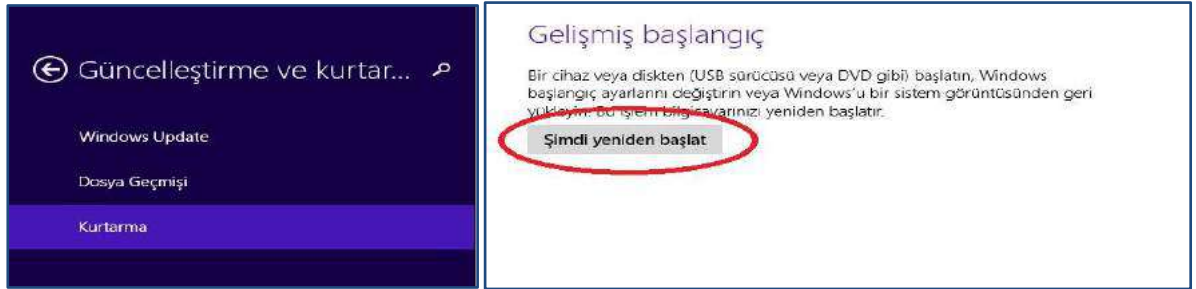 Güncelleştirme ve kurtar...
Windows Update
Dosya Geçmişi
Kurtarma
Gelişmiş başlangıç
Bir cihaz veya diskten (USB sürücüsü veya DVD gibi) başlatın, Windows
başlangıç ayarlarını değiştirin veya Windows'u bir sistem görüntüsünden geri
yükleyin. Bu işlem bilgisayarınızı yeniden başlatır.
Şimdi yeniden başlat